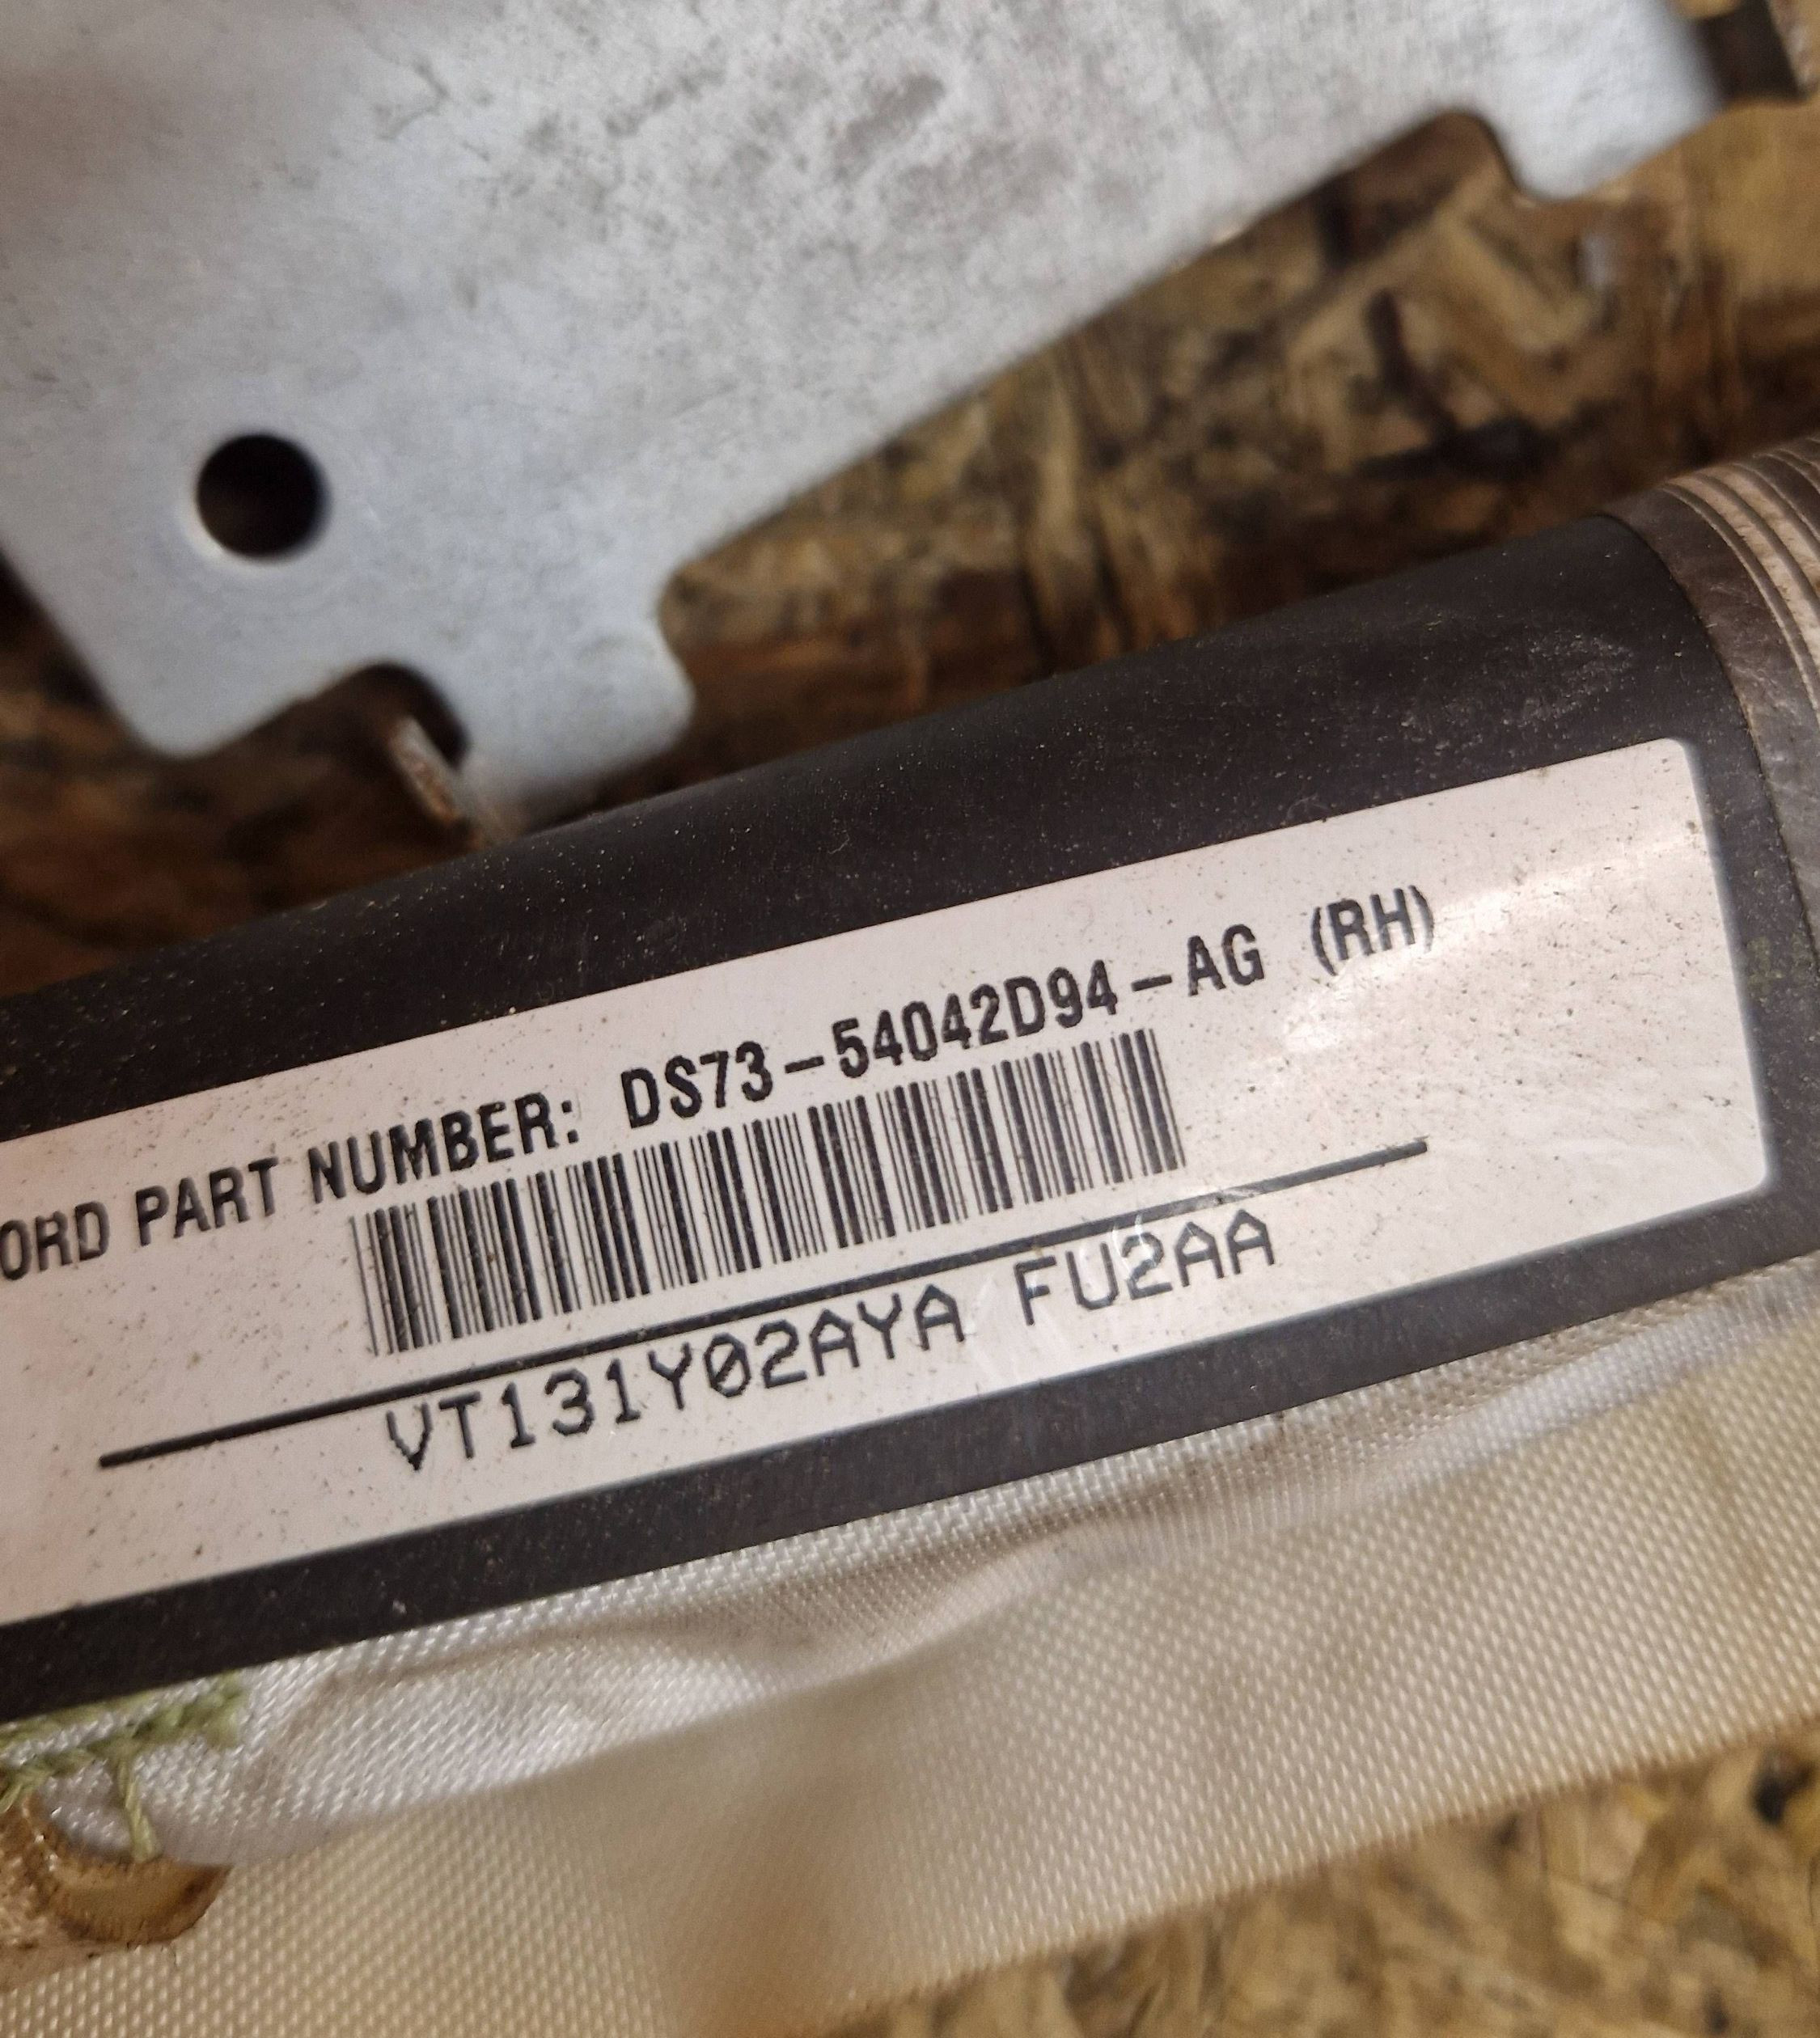 ORD PART NUMBER: DS73-54042D94-AG (RH)
VT131Y02AYA FU2AA